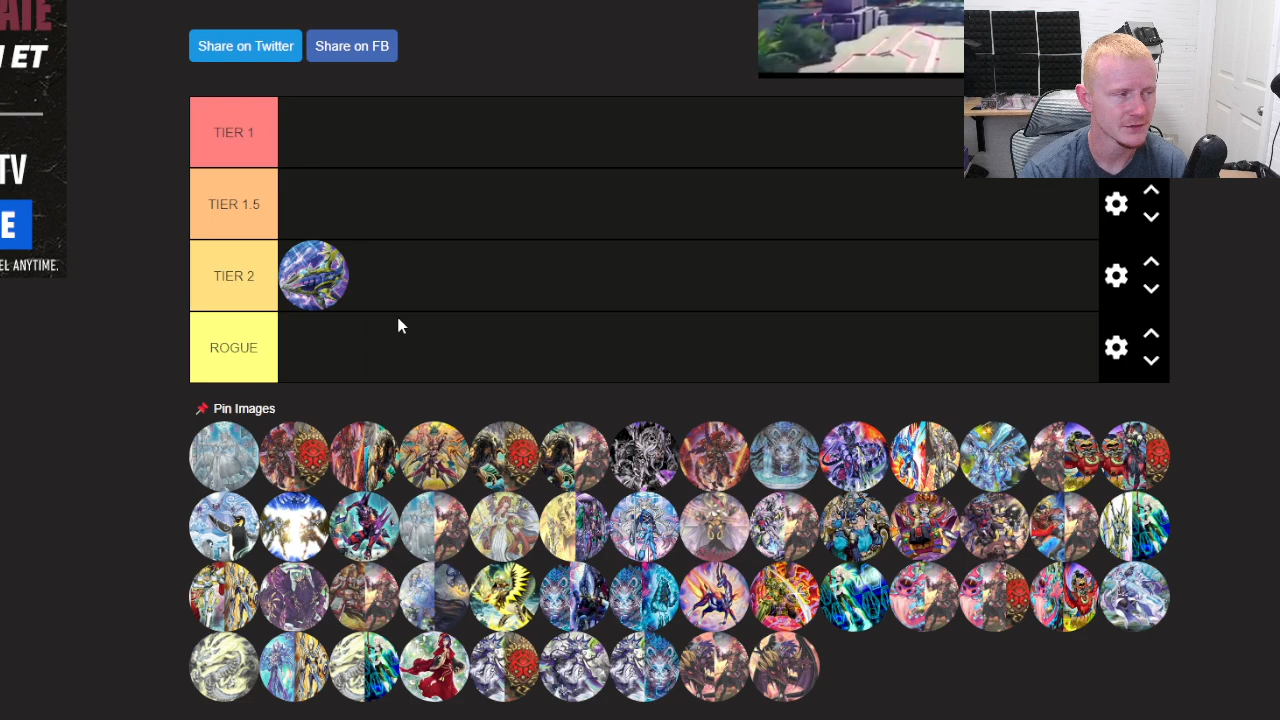 ATE
N ET
TV
E
EL ANYTIME.
Share on Twitter
Share on FB
TIER 1
TIER 1.5
TIER 2
ROGUE
📌 Pin Images